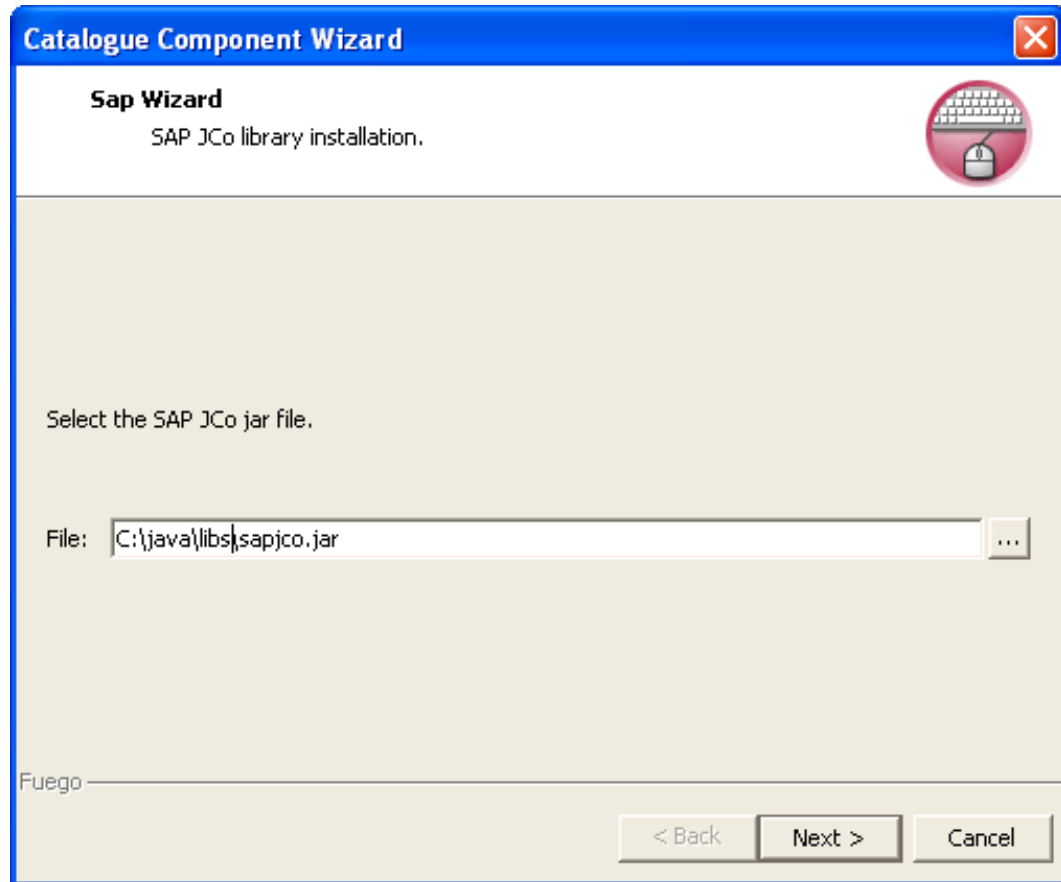 Catalogue Component Wizard
Sap Wizard
SAP JCo library installation.
Select the SAP JCo jar file.
File: C:\java\libs\sapjco.jar ...
Fuego
< Back Next > Cancel